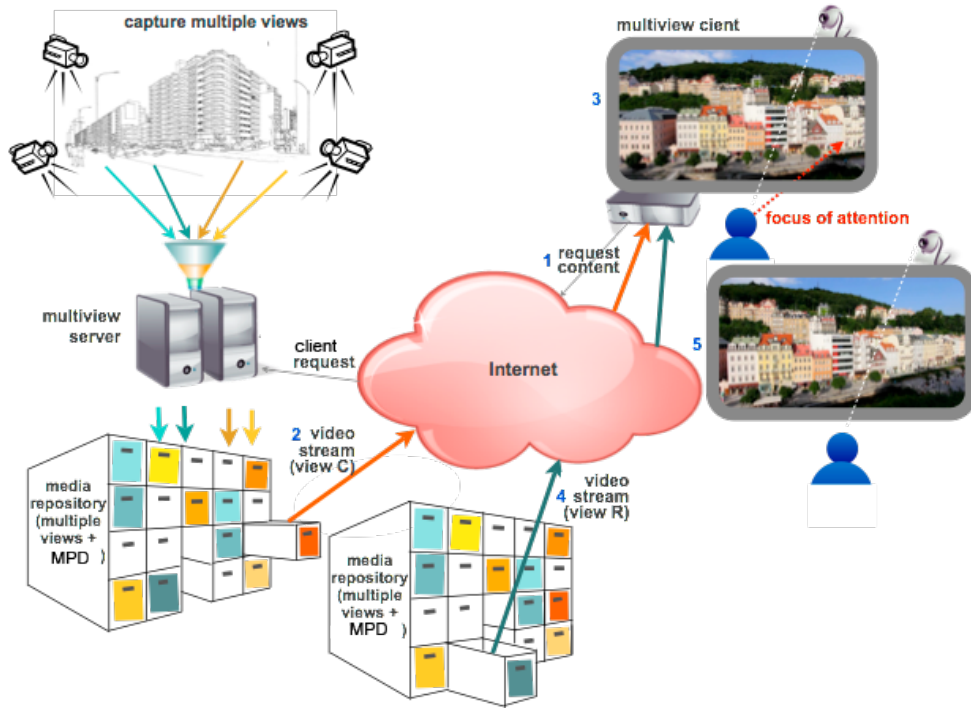 capture multiple views
multiview cient
3
focus of attention
1 request
content
multiview
server
client
request
Internet
5
2 video
stream
(view C)
video
4 stream
(view R)
media
repository
(multiple
views +
MPD )
media
repository
(multiple
views +
MPD )